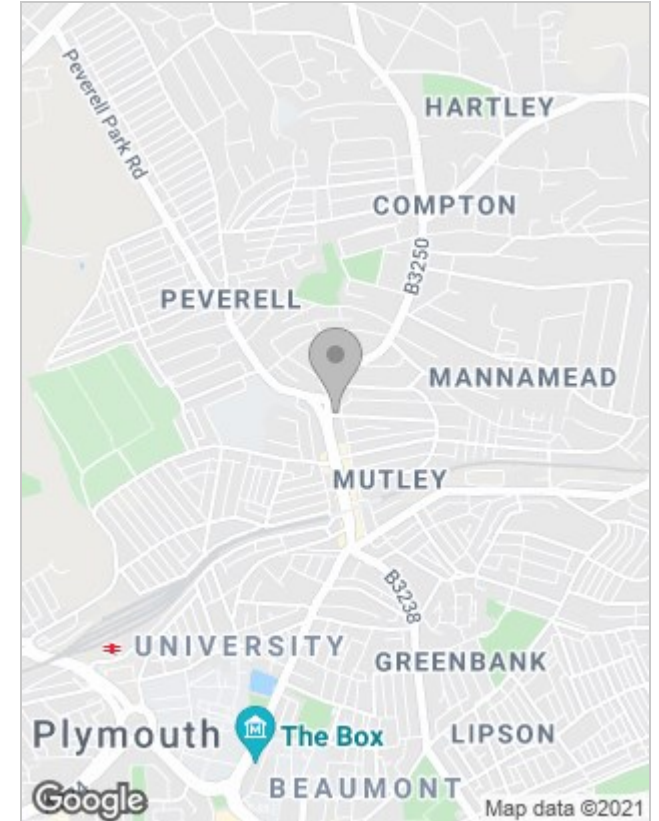 Peverell Park Rd
HARTLEY
COMPTON
B3250
PEVERELL
MANNAMEAD
MUTLEY
B3238
UNIVERSITY
GREENBANK
Plymouth
The Box
LIPSON
BEAUMONT
Google
Map data ©2021